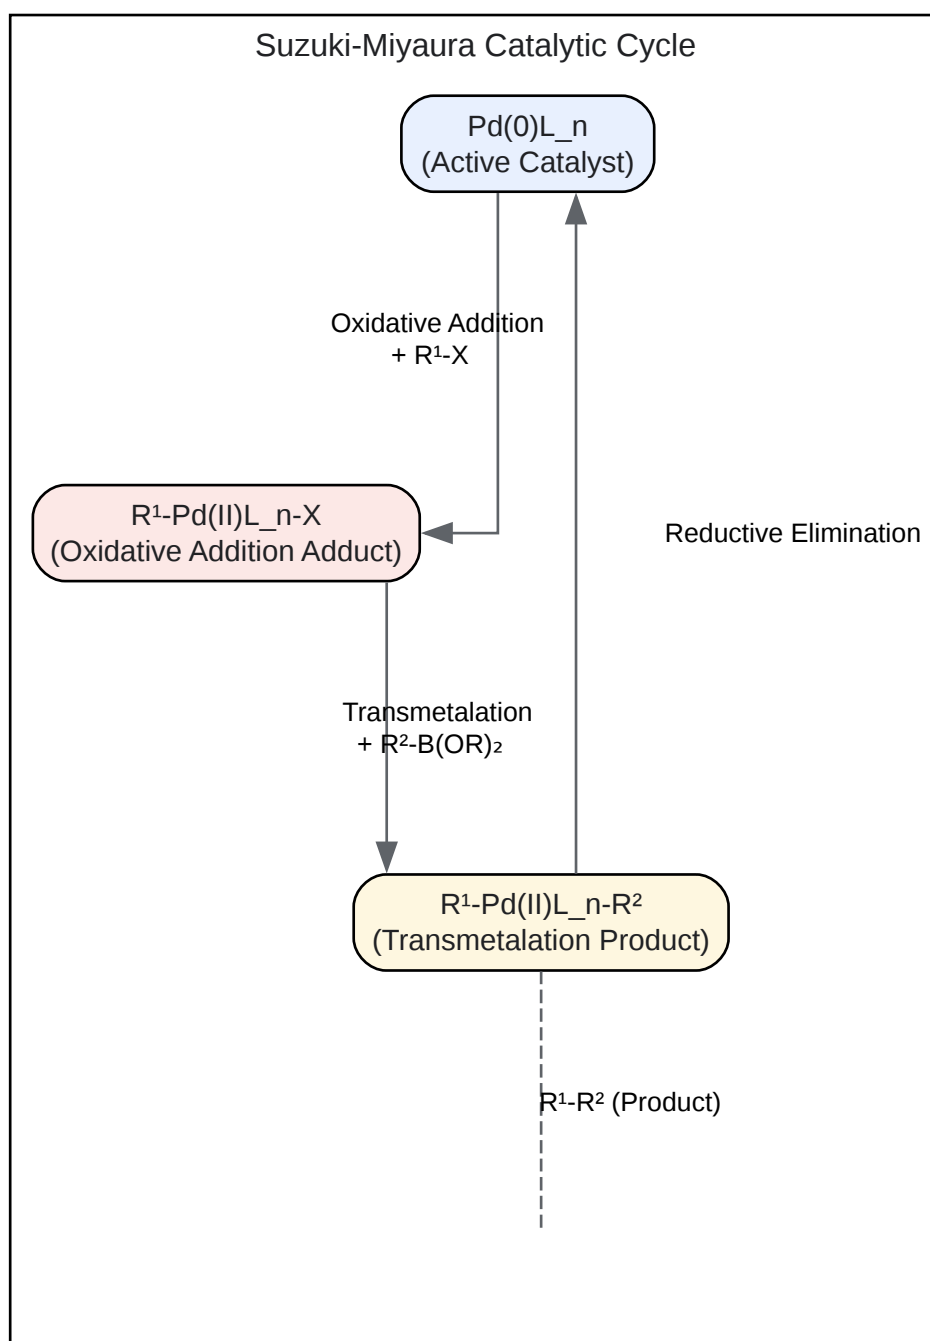 Suzuki-Miyaura Catalytic Cycle
Pd(0)L_n
(Active Catalyst)
Oxidative Addition
+ R¹-X
R¹-Pd(II)L_n-X
(Oxidative Addition Adduct)
Reductive Elimination
Transmetalation
+ R²-B(OR)₂
R¹-Pd(II)L_n-R²
(Transmetalation Product)
R¹-R² (Product)